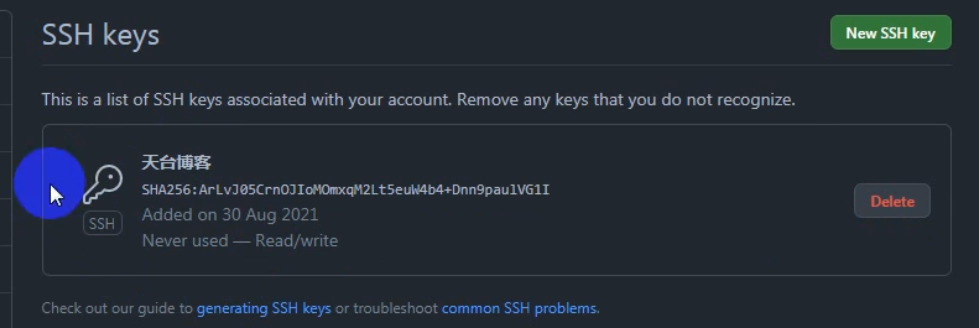 SSH keys
New SSH key
This is a list of SSH keys associated with your account. Remove any keys that you do not recognize.
天台博客
SHA256:ArLvJ05CrnOJIoMOmxqM2Lt5euW4b4+Dnn9paulVG1I
SSH
Added on 30 Aug 2021
Never used — Read/write
Delete
Check out our guide to generating SSH keys or troubleshoot common SSH problems.